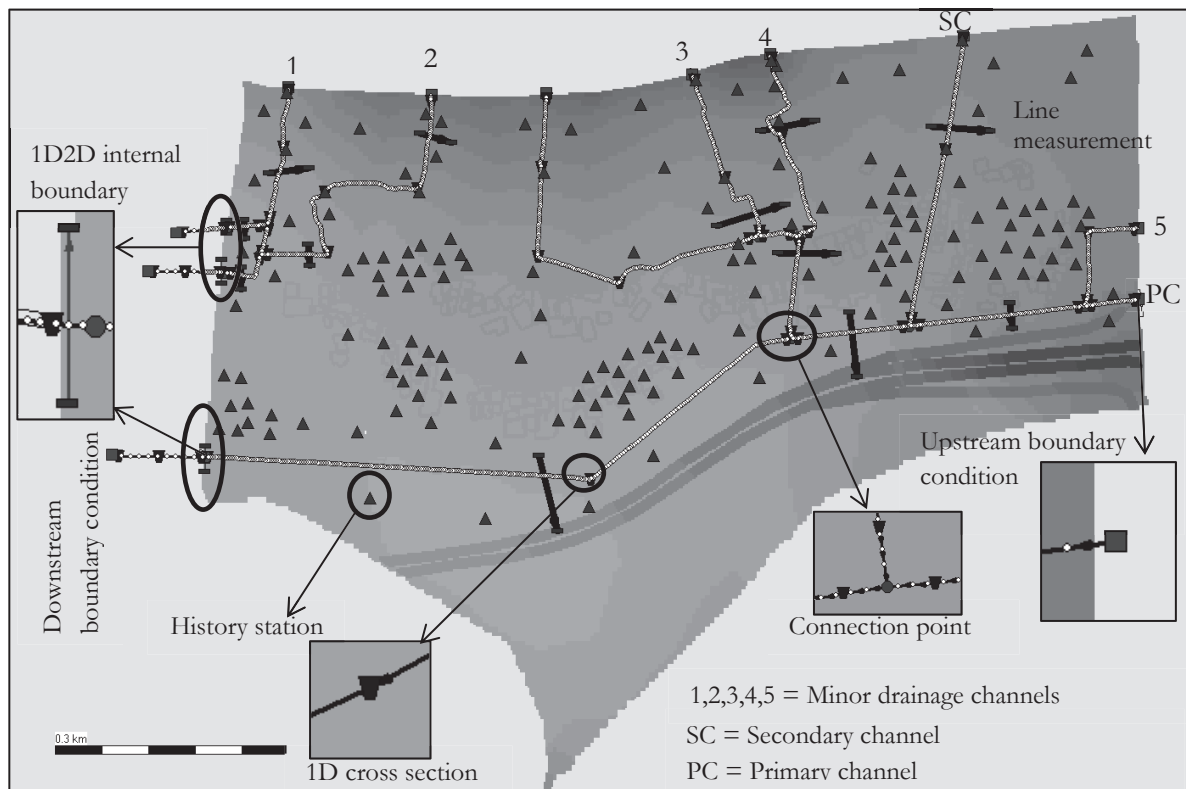 SC
1
2
3
4
Line
measurement
1D2D internal
boundary
5
PC
Downstream
boundary condition
Upstream boundary
condition
History station
Connection point
1D cross section
0.3 km
1,2,3,4,5 = Minor drainage channels
SC = Secondary channel
PC = Primary channel